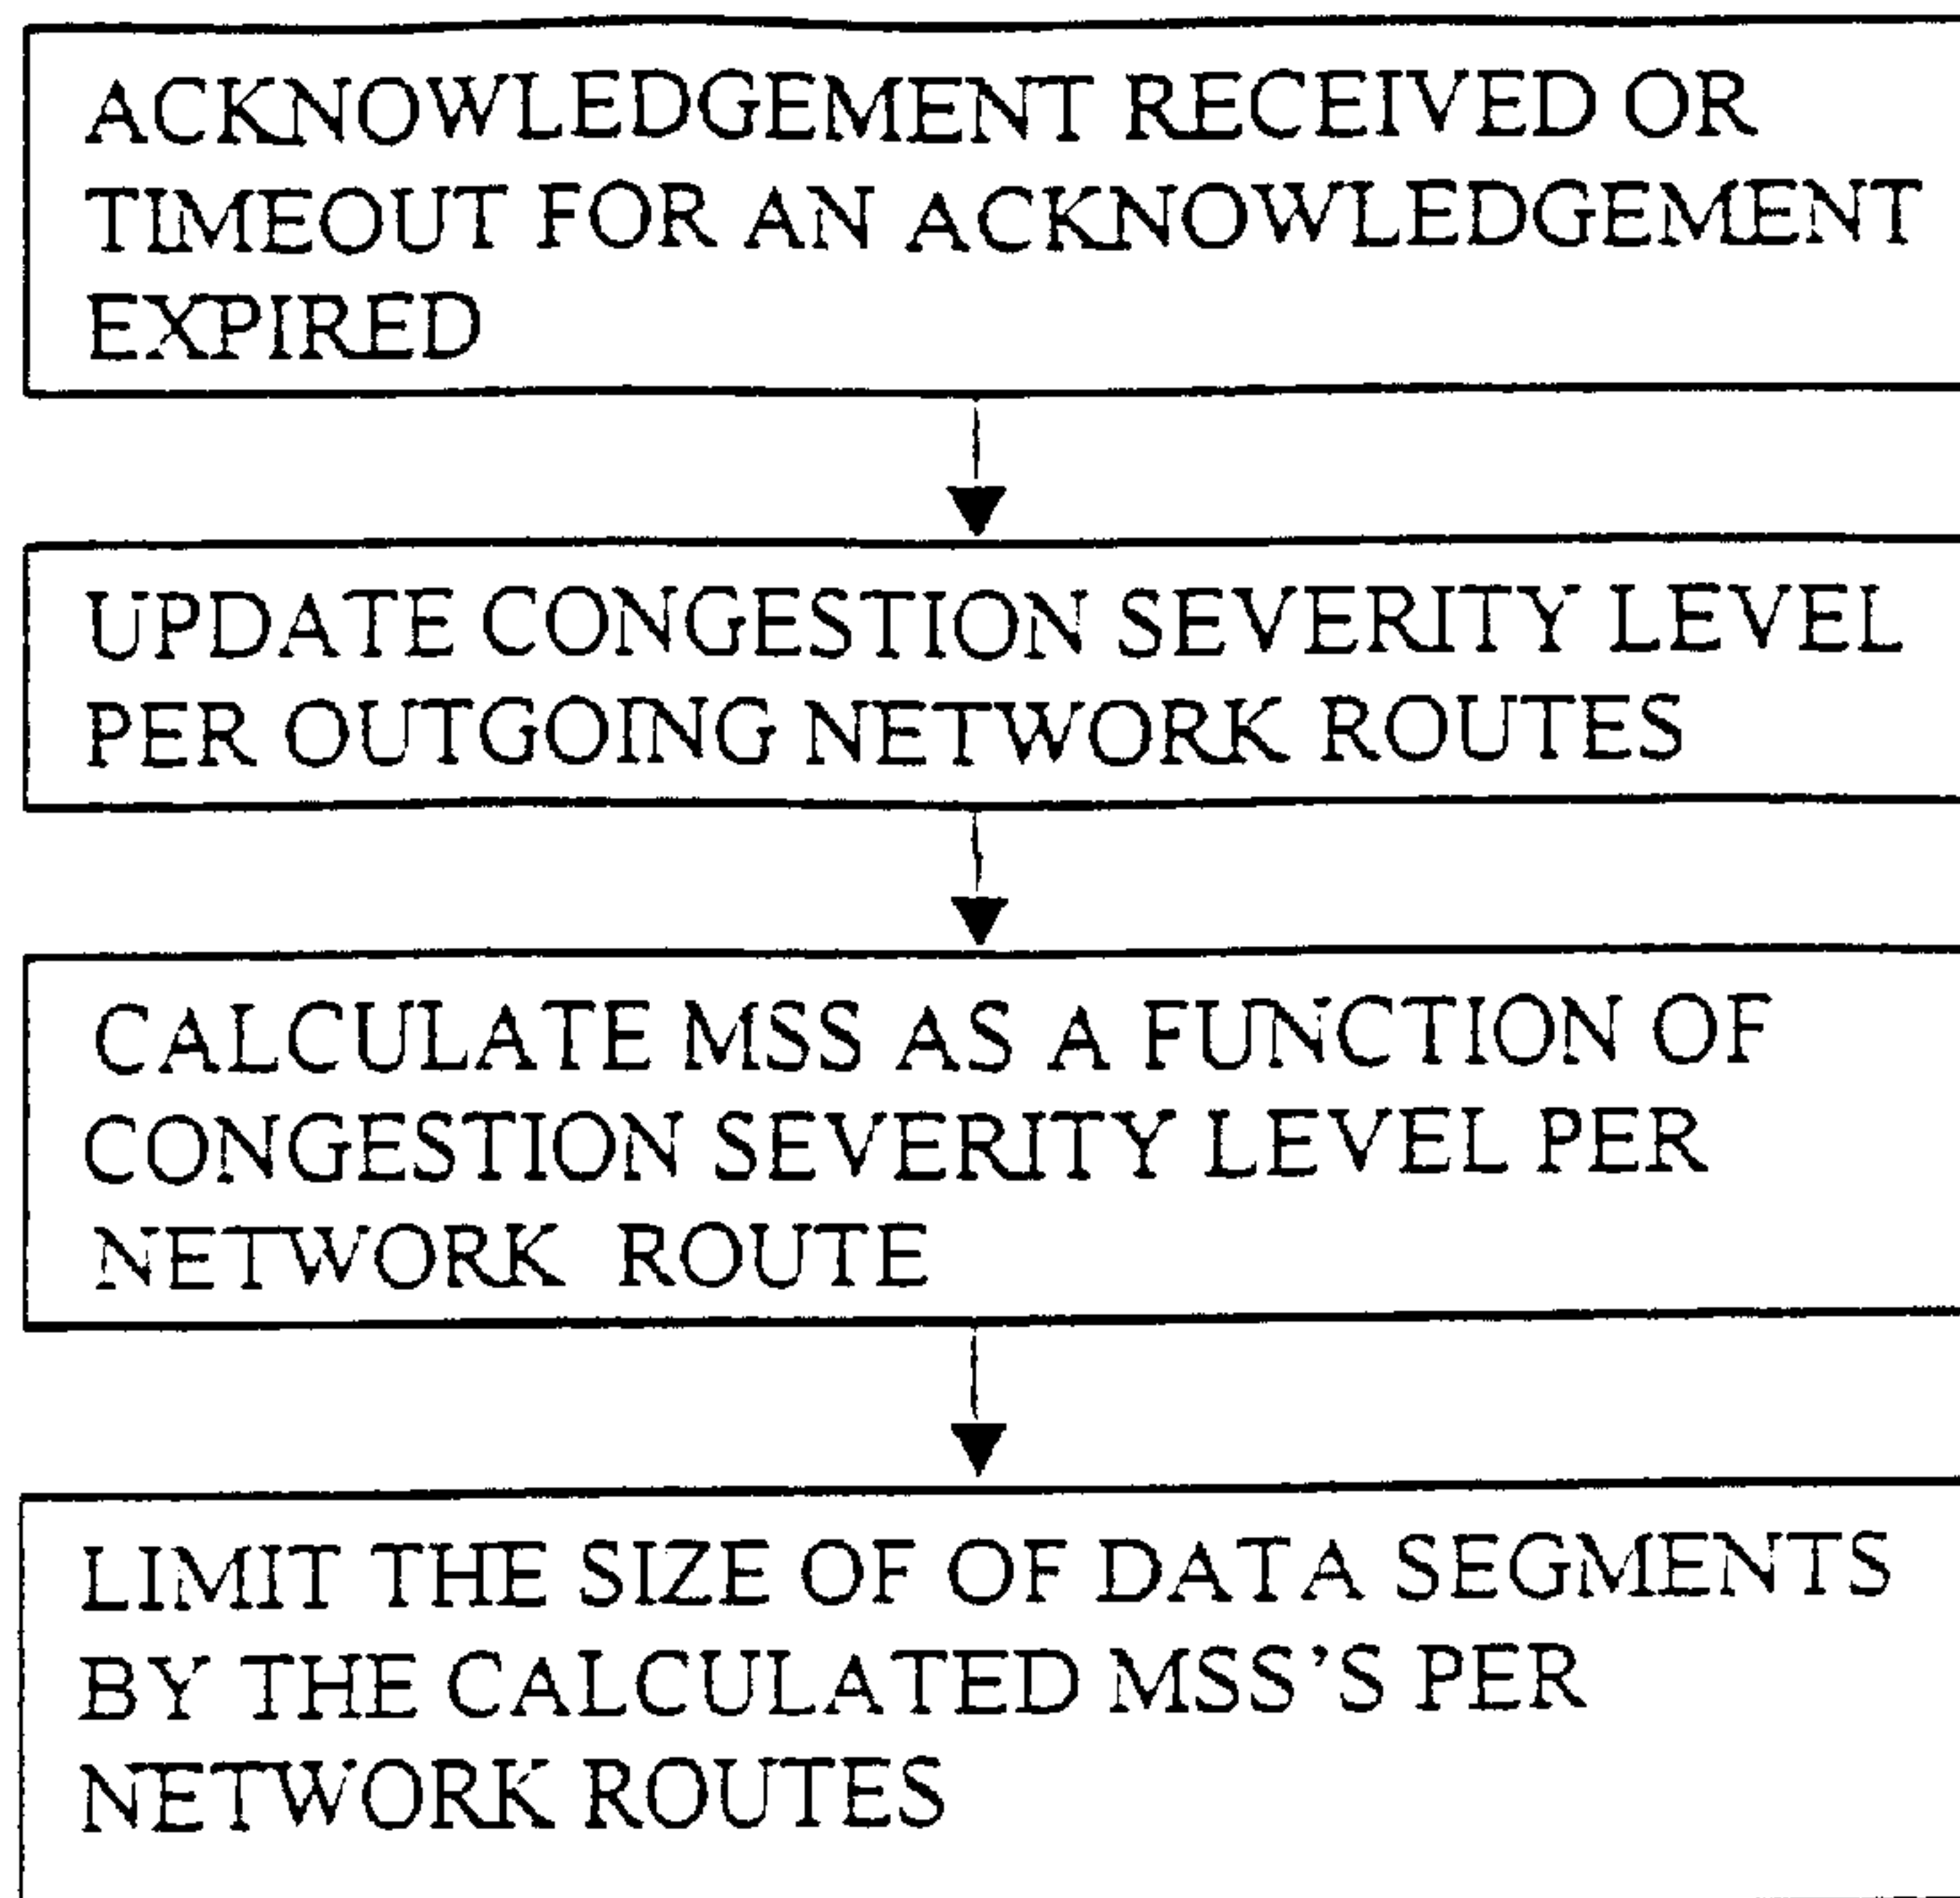 ACKNOWLEDGEMENT RECEIVED OR
TIMEOUT FOR AN ACKNOWLEDGEMENT
EXPIRED
UPDATE CONGESTION SEVERITY LEVEL
PER OUTGOING NETWORK ROUTES
CALCULATE MSS AS A FUNCTION OF
CONGESTION SEVERITY LEVEL PER
NETWORK ROUTE
LIMIT THE SIZE OF OF DATA SEGMENTS
BY THE CALCULATED MSS'S PER
NETWORK ROUTES